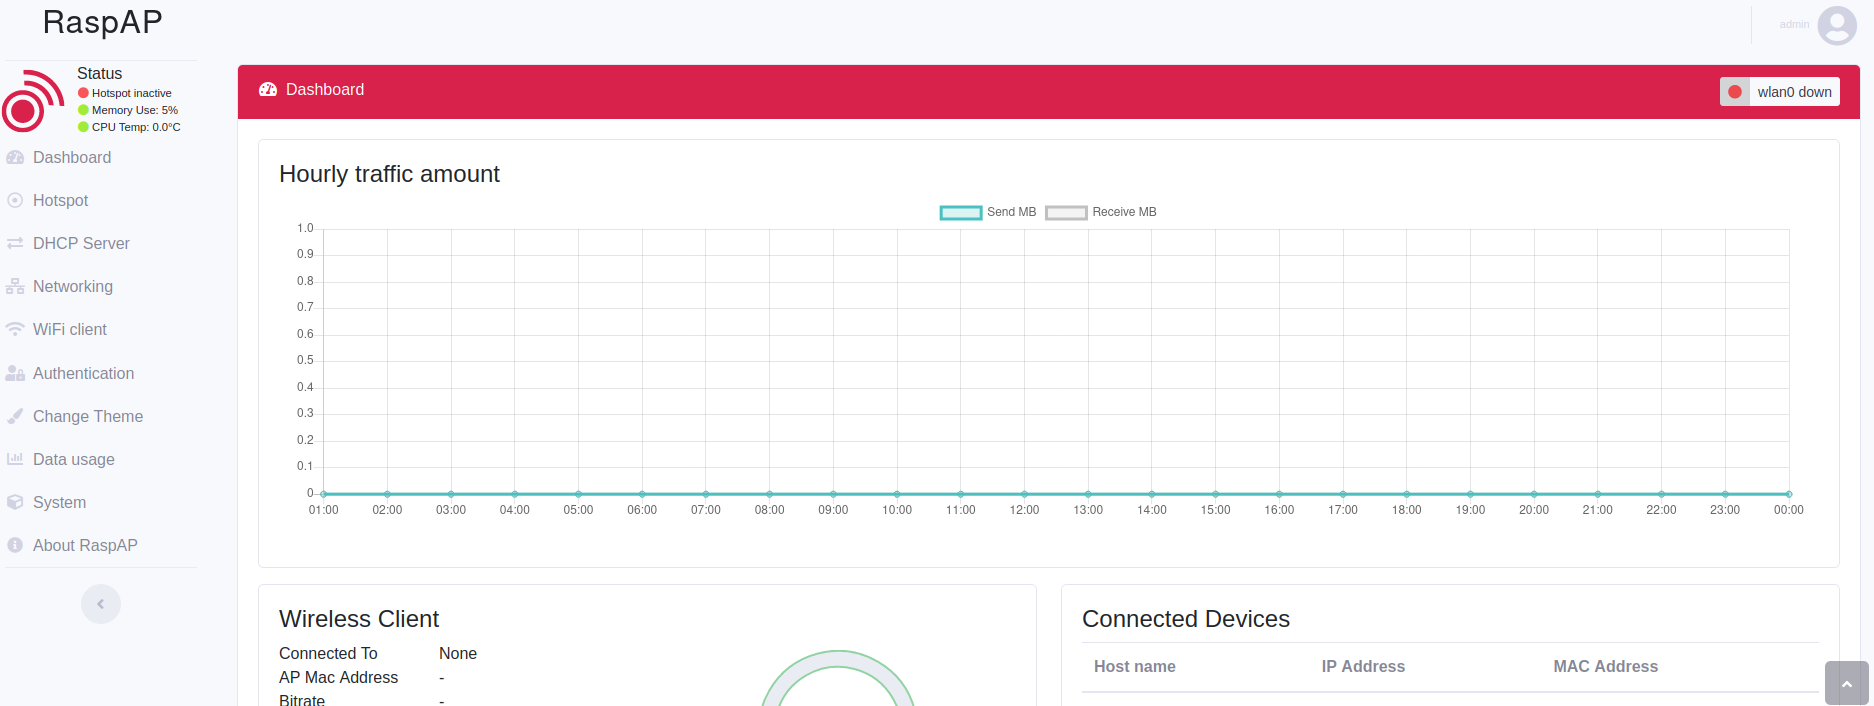 RaspAP
admin
Status
Hotspot inactive
Memory Use: 5%
CPU Temp: 0.0°C
Dashboard
Hotspot
DHCP Server
Networking
WiFi client
Authentication
Change Theme
Data usage
System
About RaspAP
Dashboard
wlan0 down
Hourly traffic amount
Send MB Receive MB
1.0
0.9
0.8
0.7
0.6
0.5
0.4
0.3
0.2
0.1
0
01:00 02:00 03:00 04:00 05:00 06:00 07:00 08:00 09:00 10:00 11:00 12:00 13:00 14:00 15:00 16:00 17:00 18:00 19:00 20:00 21:00 22:00 23:00 00:00
Wireless Client
Connected To None
AP Mac Address -
Bitrate -
Connected Devices
Host name IP Address MAC Address